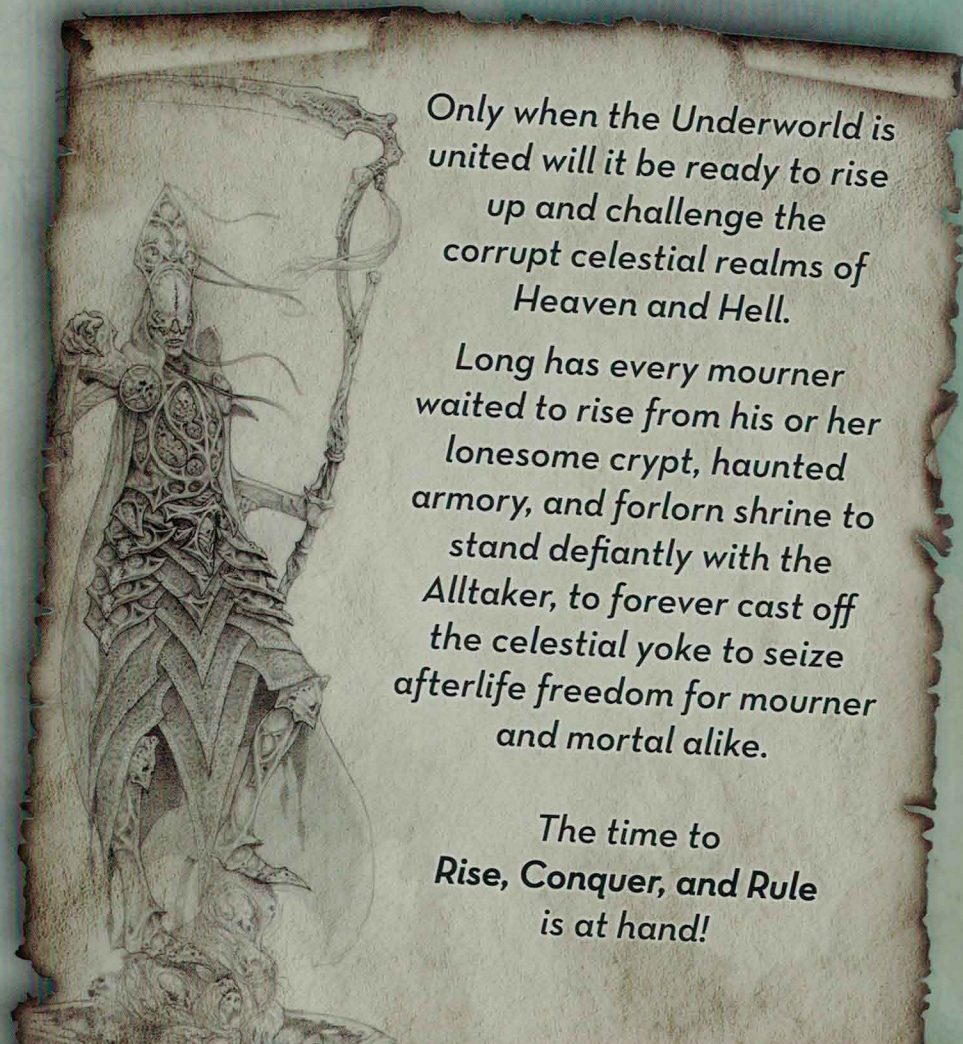 Only when the Underworld is
united will it be ready to rise
up and challenge the
corrupt celestial realms of
Heaven and Hell.
Long has every mourner
waited to rise from his or her
lonesome crypt, haunted
armory, and forlorn shrine to
stand defiantly with the
Alltaker, to forever cast off
the celestial yoke to seize
afterlife freedom for mourner
and mortal alike.
The time to
Rise, Conquer, and Rule
is at hand!